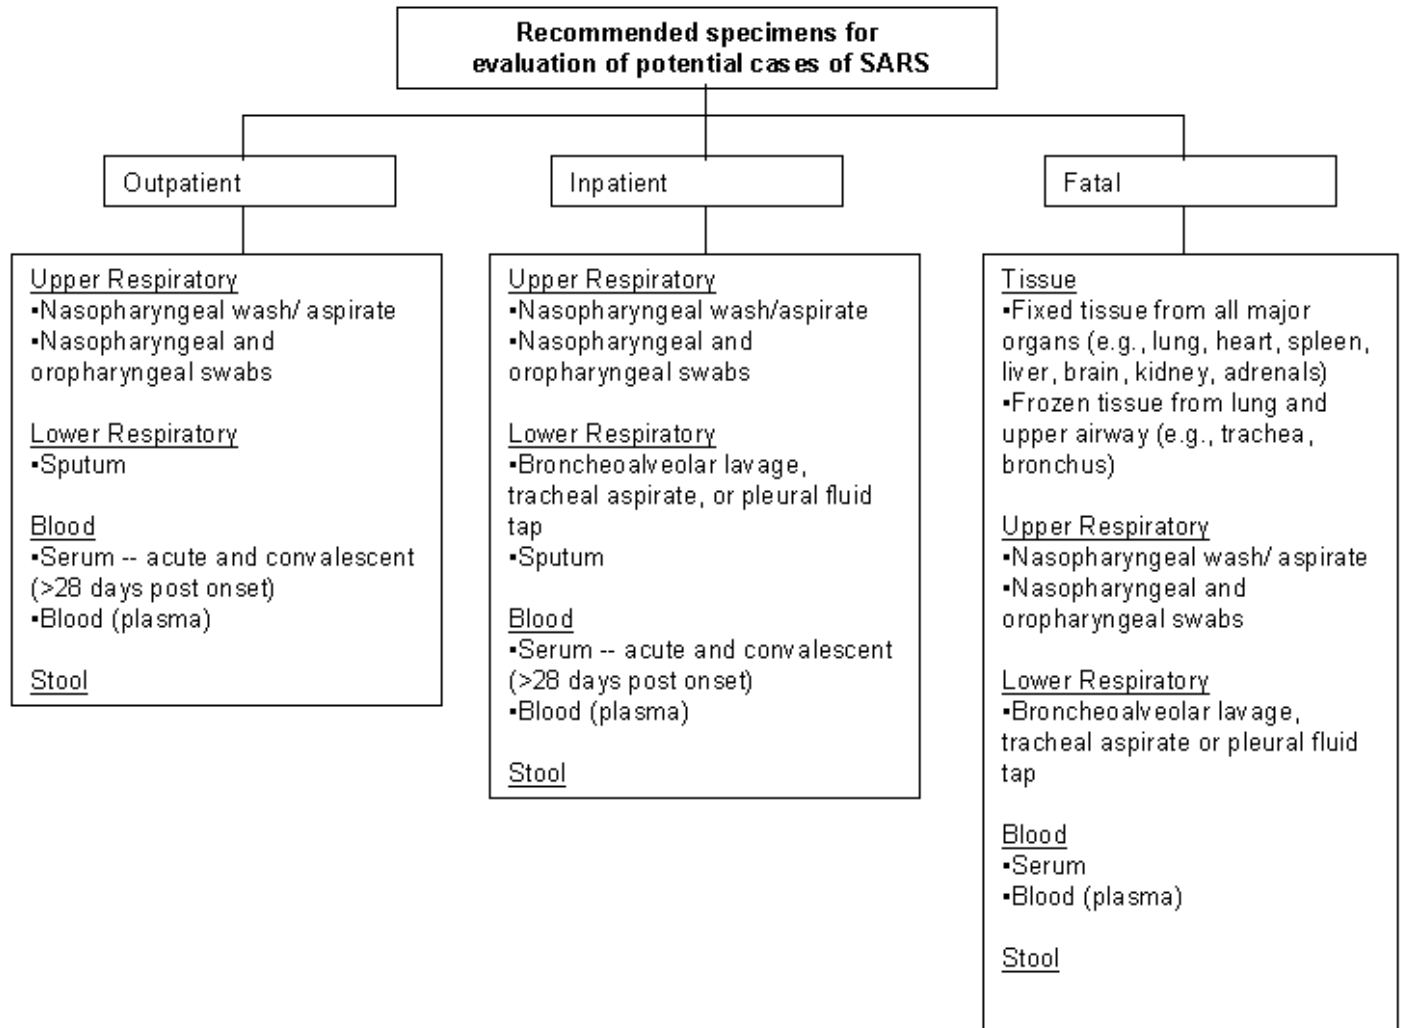 Recommended specimens for
evaluation of potential cases of SARS
Outpatient
Inpatient
Fatal
Upper Respiratory
▪Nasopharyngeal wash/ aspirate
▪Nasopharyngeal and
oropharyngeal swabs
Lower Respiratory
▪Sputum
Blood
▪Serum -- acute and convalescent
(>28 days post onset)
▪Blood (plasma)
Stool
Upper Respiratory
▪Nasopharyngeal wash/aspirate
▪Nasopharyngeal and
oropharyngeal swabs
Lower Respiratory
▪Broncheoalveolar lavage,
tracheal aspirate, or pleural fluid
tap
▪Sputum
Blood
▪Serum -- acute and convalescent
(>28 days post onset)
▪Blood (plasma)
Stool
Tissue
▪Fixed tissue from all major
organs (e.g., lung, heart, spleen,
liver, brain, kidney, adrenals)
▪Frozen tissue from lung and
upper airway (e.g., trachea,
bronchus)
Upper Respiratory
▪Nasopharyngeal wash/ aspirate
▪Nasopharyngeal and
oropharyngeal swabs
Lower Respiratory
▪Broncheoalveolar lavage,
tracheal aspirate or pleural fluid
tap
Blood
▪Serum
▪Blood (plasma)
Stool